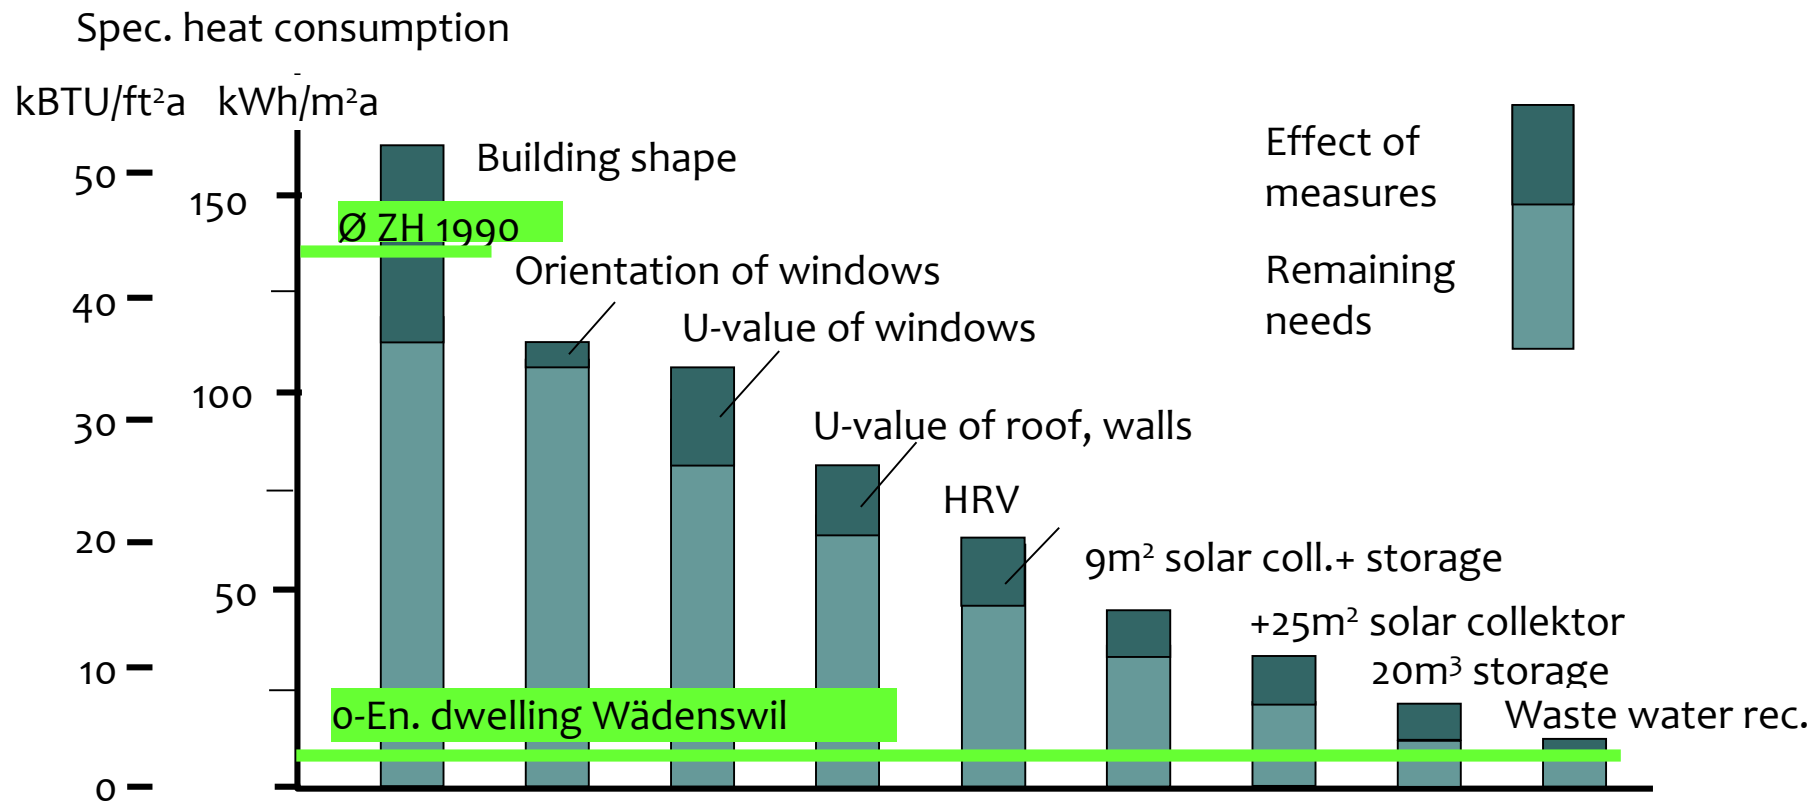 Spec. heat consumption
kBTU/ft²a kWh/m²a
Building shape
Effect of
measures
50
150
Ø ZH 1990
Orientation of windows
Remaining
needs
40
U-value of windows
100
30
U-value of roof, walls
HRV
20
9m² solar coll.+ storage
50
+25m² solar collektor
20m³ storage
10
0-En. dwelling Wädenswil
Waste water rec.
0